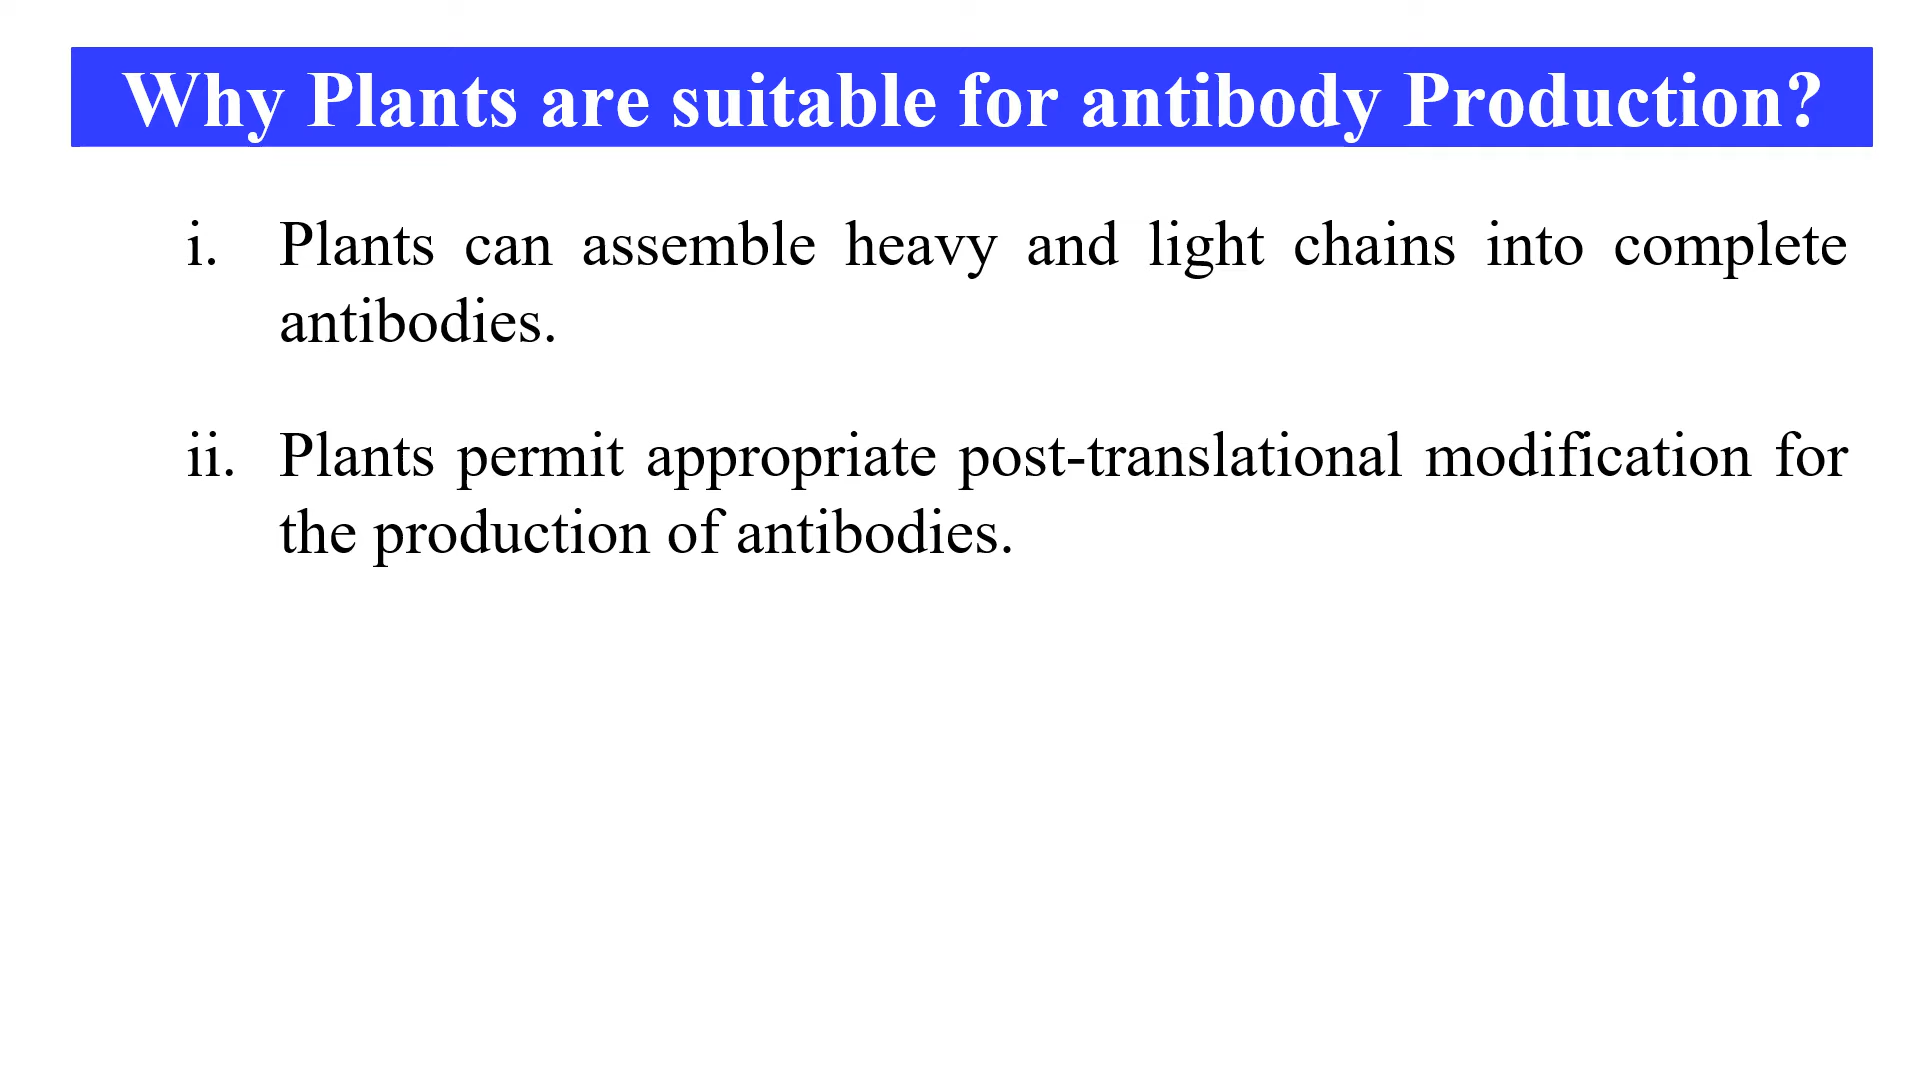 Why Plants are suitable for antibody Production?
i. Plants can assemble heavy and light chains into complete
antibodies.
ii. Plants permit appropriate post-translational modification for
the production of antibodies.